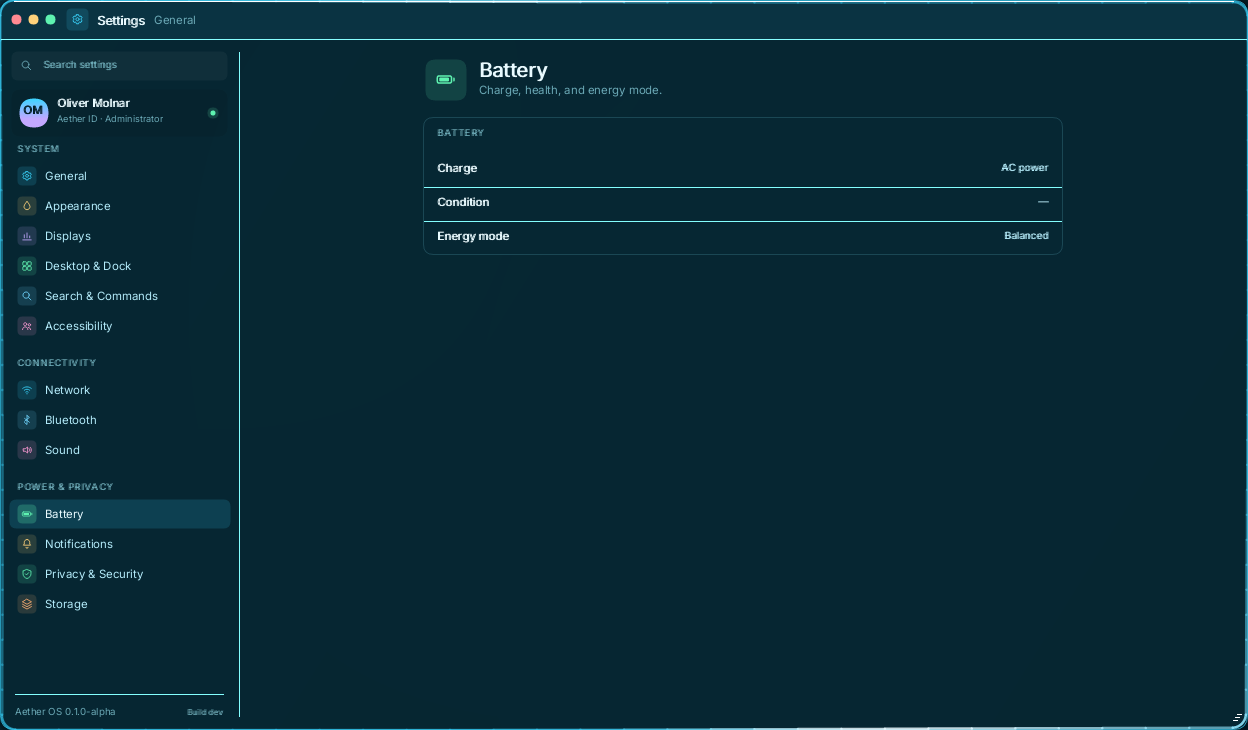 Settings General
Search settings
OM
Oliver Molnar
Aether ID · Administrator
SYSTEM
General
Appearance
Displays
Desktop & Dock
Search & Commands
Accessibility
CONNECTIVITY
Network
Bluetooth
Sound
POWER & PRIVACY
Battery
Notifications
Privacy & Security
Storage
Aether OS 0.1.0-alpha
Build dev
Battery
Charge, health, and energy mode.
BATTERY
Charge AC power
Condition —
Energy mode Balanced